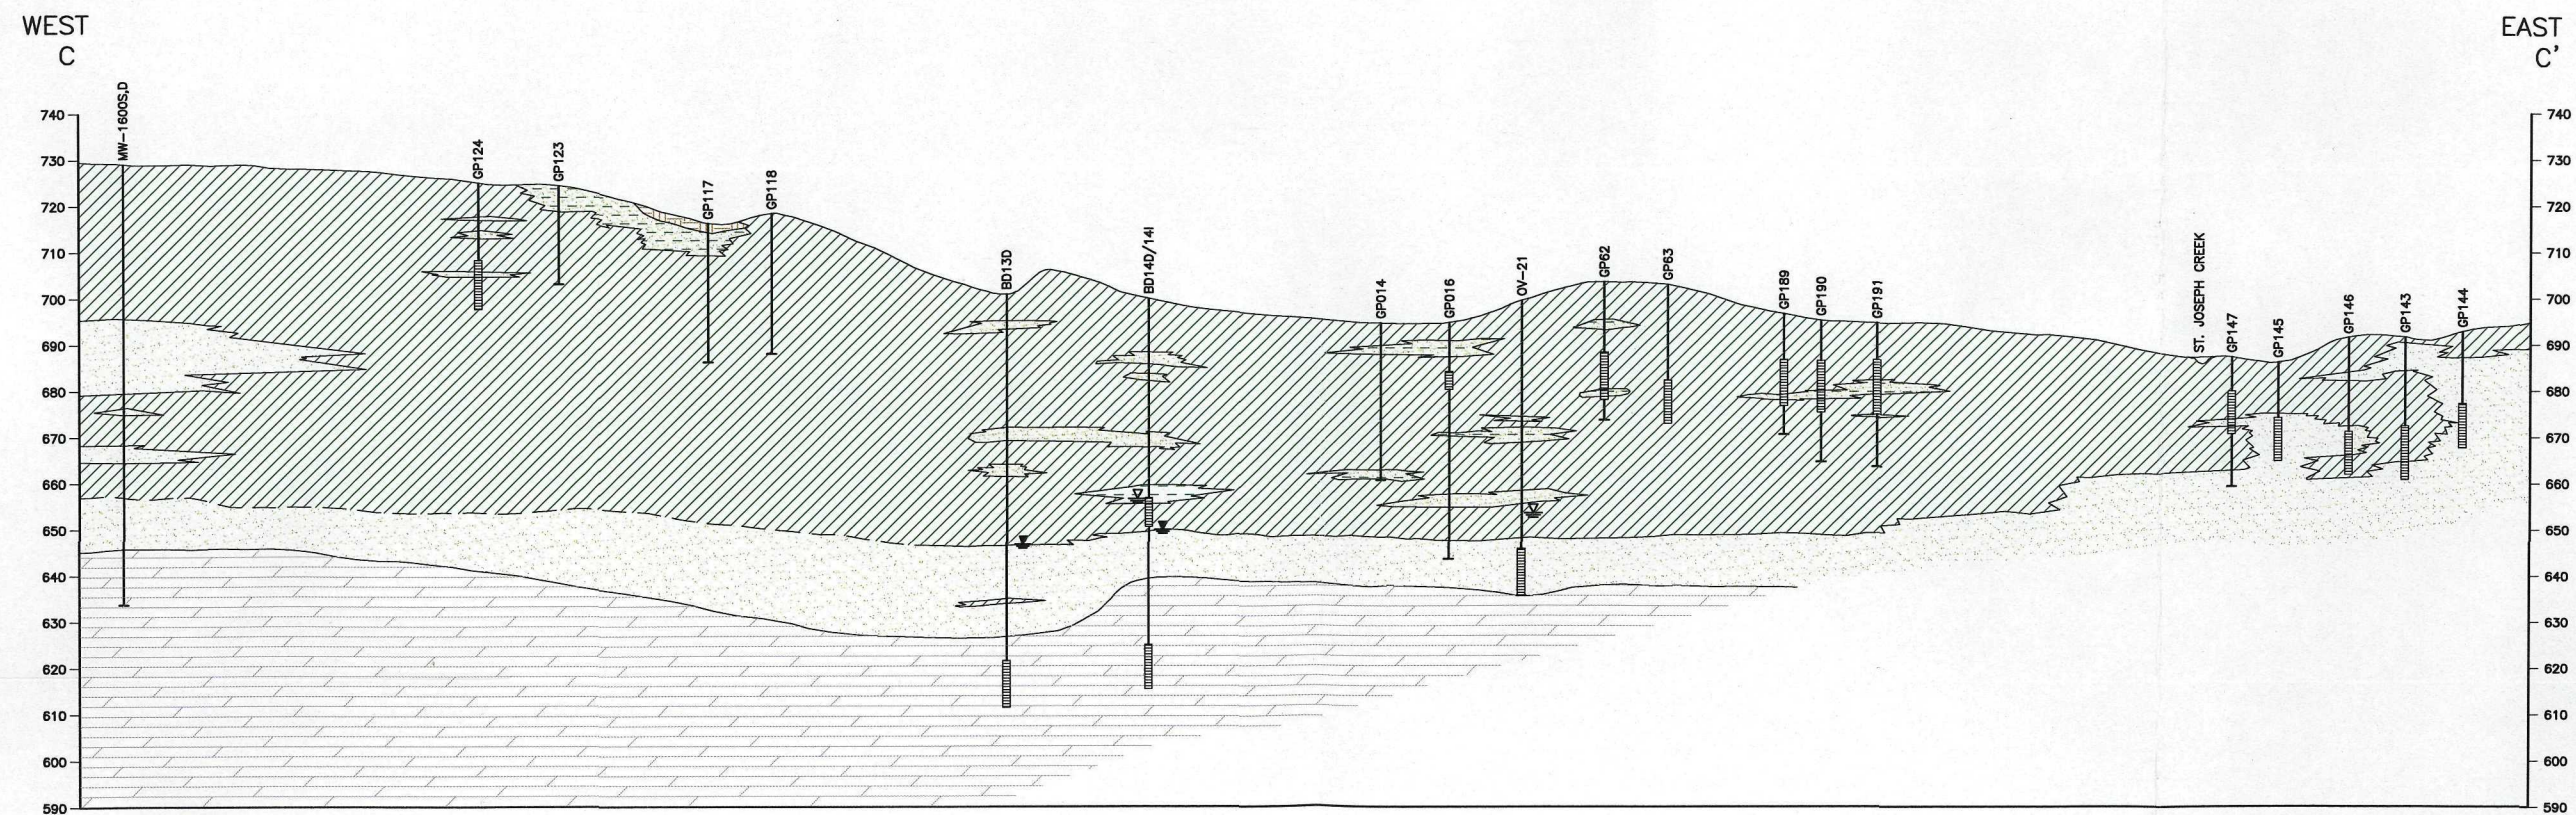 WEST
C
EAST
C'
MW-1600S,D
GP124
GP123
GP117
GP118
BD13D
BD14D/14I
GP014
GP016
OV-21
GP62
GP63
GP189
GP190
GP191
ST. JOSEPH CREEK
GP147
GP145
GP146
GP143
GP144
740
730
720
710
700
690
680
670
660
650
640
630
620
610
600
590
740
730
720
710
700
690
680
670
660
650
640
630
620
610
600
590